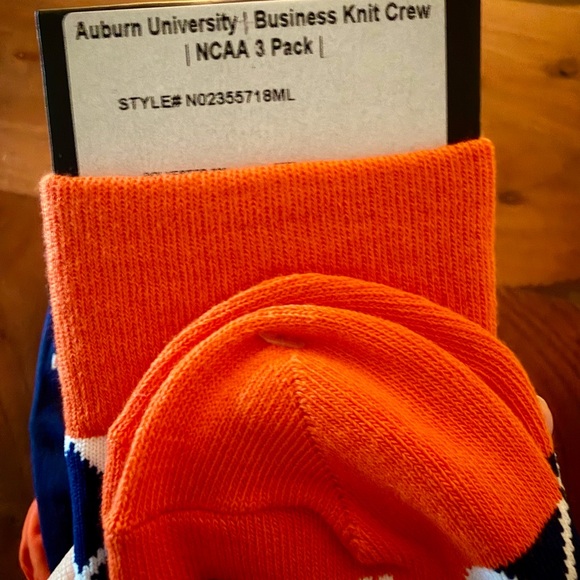 Auburn University | Business Knit Crew
| NCAA 3 Pack |
STYLE# N02355718ML